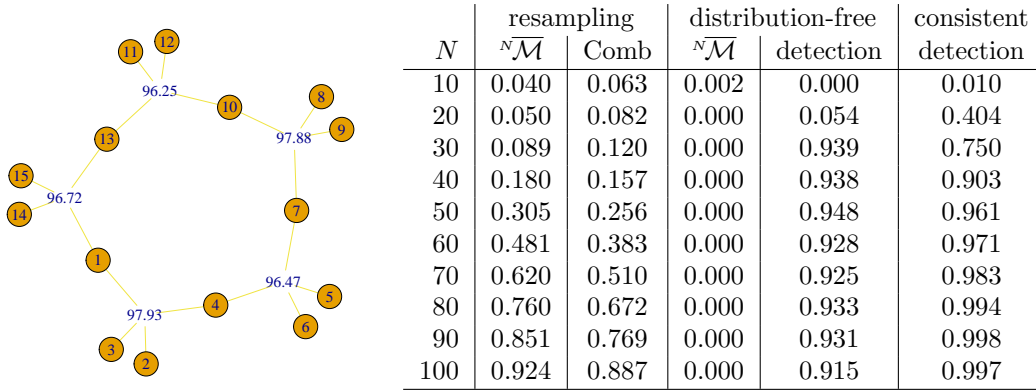 11 12
96.25
10
8
9
97.88
13
15
96.72
14
7
1
96.47
5
97.93
4
6
3
2
resampling distribution-free consistent
N ᴺM̅ Comb ᴺM̅ detection detection
10 0.040 0.063 0.002 0.000 0.010
20 0.050 0.082 0.000 0.054 0.404
30 0.089 0.120 0.000 0.939 0.750
40 0.180 0.157 0.000 0.938 0.903
50 0.305 0.256 0.000 0.948 0.961
60 0.481 0.383 0.000 0.928 0.971
70 0.620 0.510 0.000 0.925 0.983
80 0.760 0.672 0.000 0.933 0.994
90 0.851 0.769 0.000 0.931 0.998
100 0.924 0.887 0.000 0.915 0.997